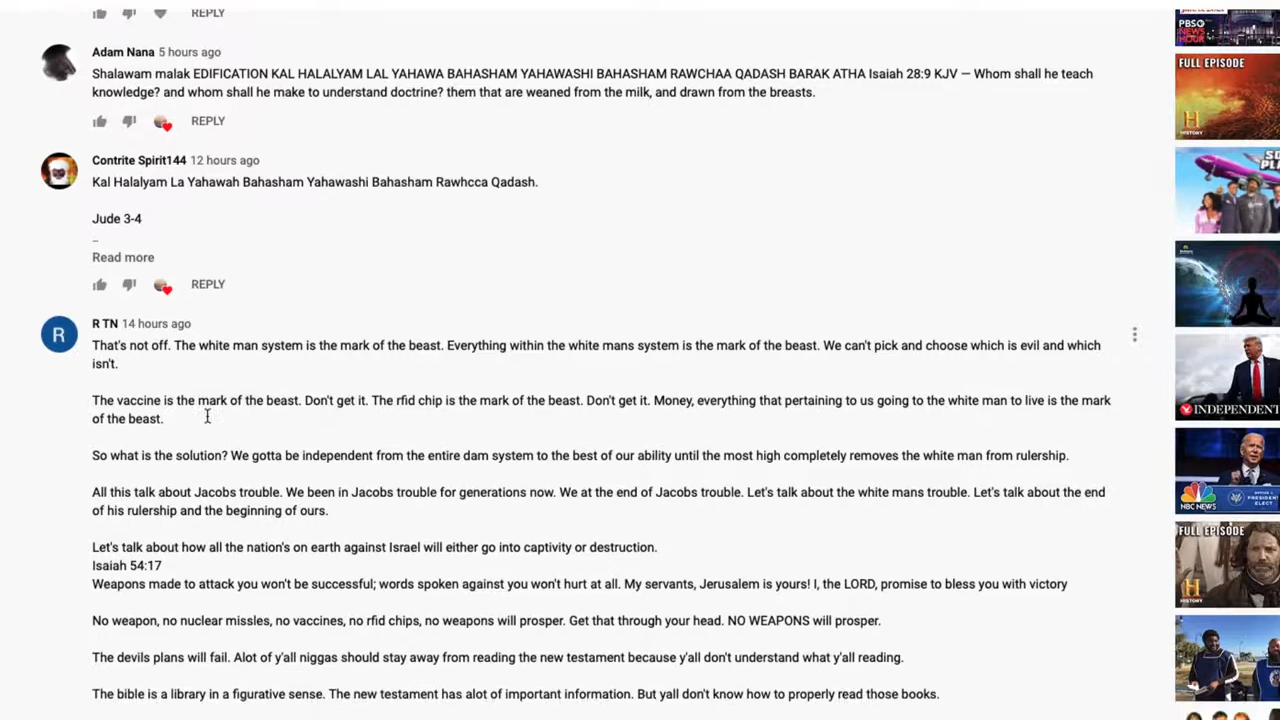 REPLY
Adam Nana 5 hours ago
Shalawam malak EDIFICATION KAL HALALYAM LAL YAHAWA BAHASHAM YAHAWASHI BAHASHAM RAWCHAA QADASH BARAK ATHA Isaiah 28:9 KJV — Whom shall he teach
knowledge? and whom shall he make to understand doctrine? them that are weaned from the milk, and drawn from the breasts.
REPLY
Contrite Spirit144 12 hours ago
Kal Halalyam La Yahawah Bahasham Yahawashi Bahasham Rawhcca Qadash.
Jude 3-4
..
Read more
REPLY
R
R TN 14 hours ago
That's not off. The white man system is the mark of the beast. Everything within the white mans system is the mark of the beast. We can't pick and choose which is evil and which
isn't.
The vaccine is the mark of the beast. Don't get it. The rfid chip is the mark of the beast. Don't get it. Money, everything that pertaining to us going to the white man to live is the mark
of the beast.
So what is the solution? We gotta be independent from the entire dam system to the best of our ability until the most high completely removes the white man from rulership.
All this talk about Jacobs trouble. We been in Jacobs trouble for generations now. We at the end of Jacobs trouble. Let's talk about the white mans trouble. Let's talk about the end
of his rulership and the beginning of ours.
Let's talk about how all the nation's on earth against Israel will either go into captivity or destruction.
Isaiah 54:17
Weapons made to attack you won't be successful; words spoken against you won't hurt at all. My servants, Jerusalem is yours! I, the LORD, promise to bless you with victory
No weapon, no nuclear missles, no vaccines, no rfid chips, no weapons will prosper. Get that through your head. NO WEAPONS will prosper.
The devils plans will fail. Alot of y'all niggas should stay away from reading the new testament because y'all don't understand what y'all reading.
The bible is a library in a figurative sense. The new testament has alot of important information. But yall don't know how to properly read those books.
PBS
NEWS
HOUR
FULL EPISODE
H
HISTORY
INDEPENDENT
NBC NEWS
FULL EPISODE
H
HISTORY